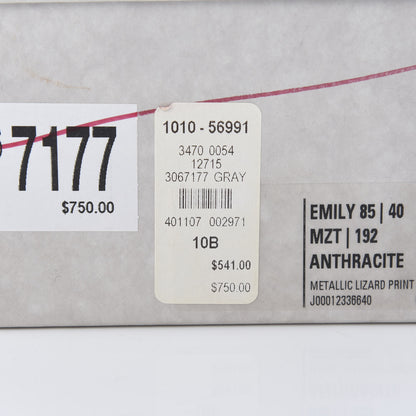 7177
$750.00
1010 - 56991
3470 0054
12715
3067177 GRAY
401107 002971
10B
$541.00
$750.00
EMILY 85 | 40
MZT | 192
ANTHRACITE
METALLIC LIZARD PRINT
J00012336640